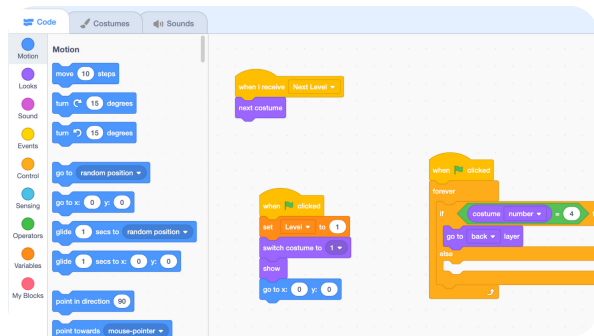 Code
Costumes
Sounds
Motion
Looks
Sound
Events
Control
Sensing
Operators
Variables
My Blocks
Motion
move 10 steps
turn 15 degrees
turn 15 degrees
go to random position
go to x: 0 y: 0
glide 1 secs to random position
glide 1 secs to x: 0 y: 0
point in direction 90
point towards mouse-pointer
when I receive Next Level
next costume
when clicked
set Level to 1
switch costume to 1
show
go to x: 0 y: 0
when clicked
forever
if costume number = 4
go to back layer
else